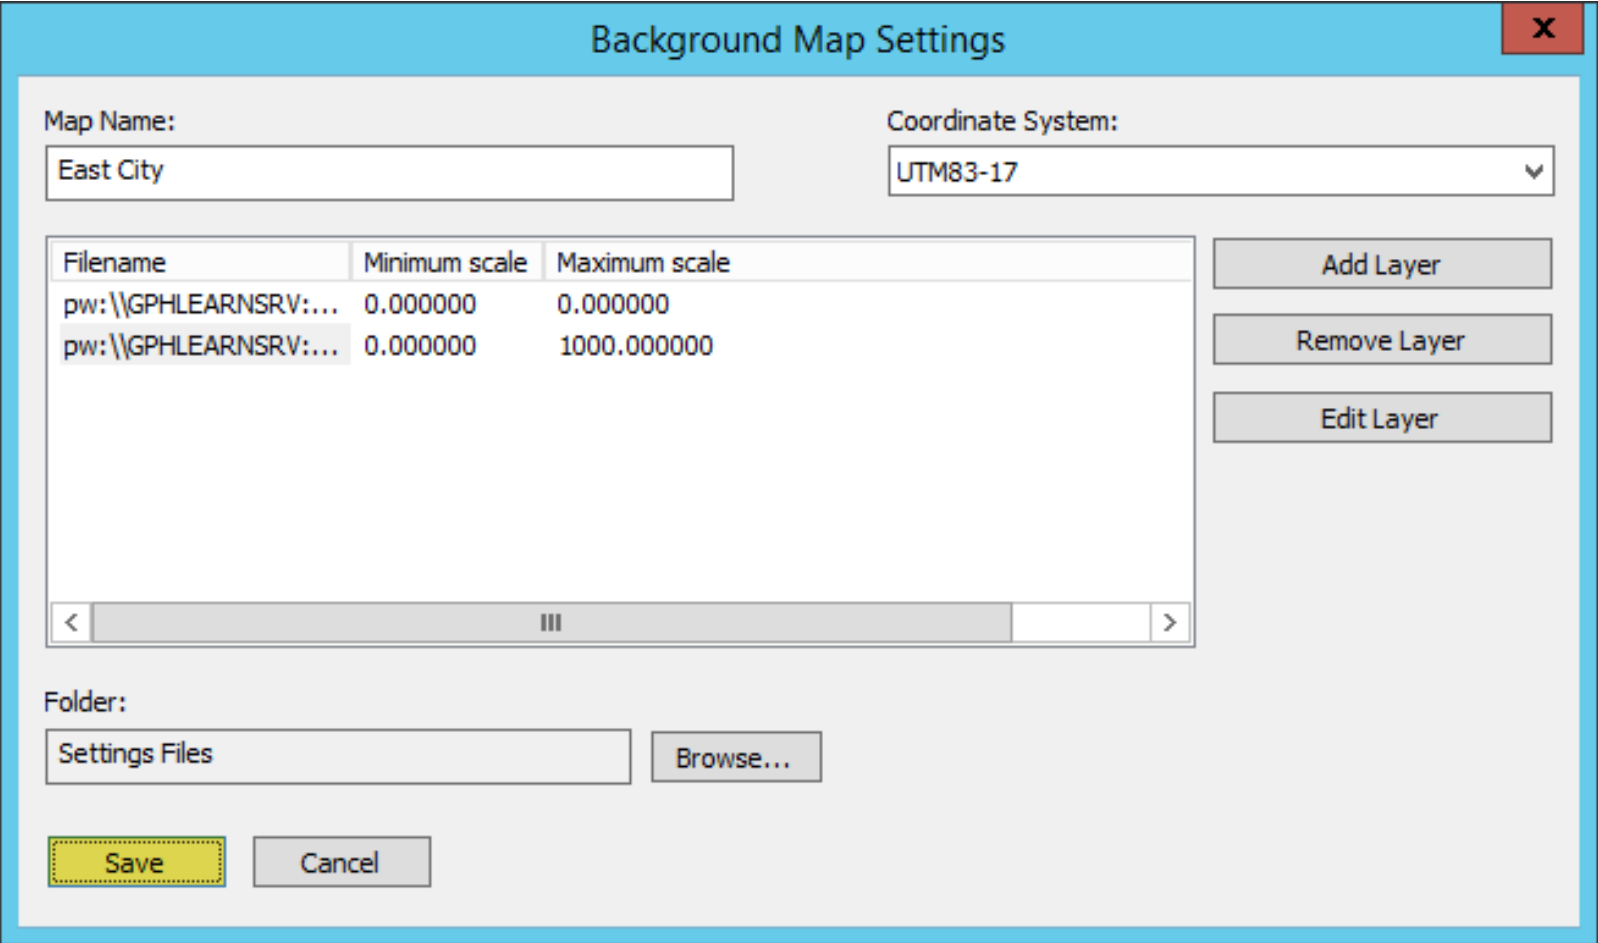 Background Map Settings
x
Map Name:
Coordinate System:
East City
UTM83-17
Filename Minimum scale Maximum scale
pw:\\GPHLEARNSRV:... 0.000000 0.000000
pw:\\GPHLEARNSRV:... 0.000000 1000.000000
Add Layer
Remove Layer
Edit Layer
Folder:
Settings Files
Browse...
Save
Cancel